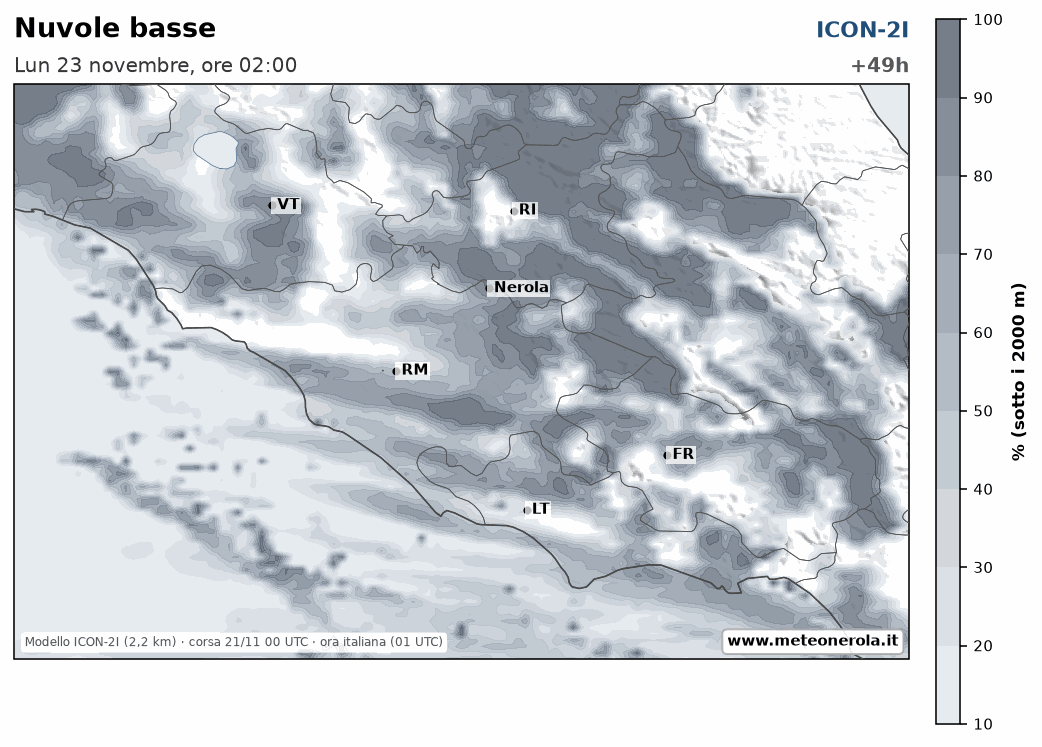 Nuvole basse
ICON-2I
Lun 23 novembre, ore 02:00
+49h
VT
RI
Nerola
RM
FR
LT
Modello ICON-2I (2,2 km) · corsa 21/11 00 UTC · ora italiana (01 UTC)
www.meteonerola.it
100
90
80
70
60
50
40
30
20
10
% (sotto i 2000 m)